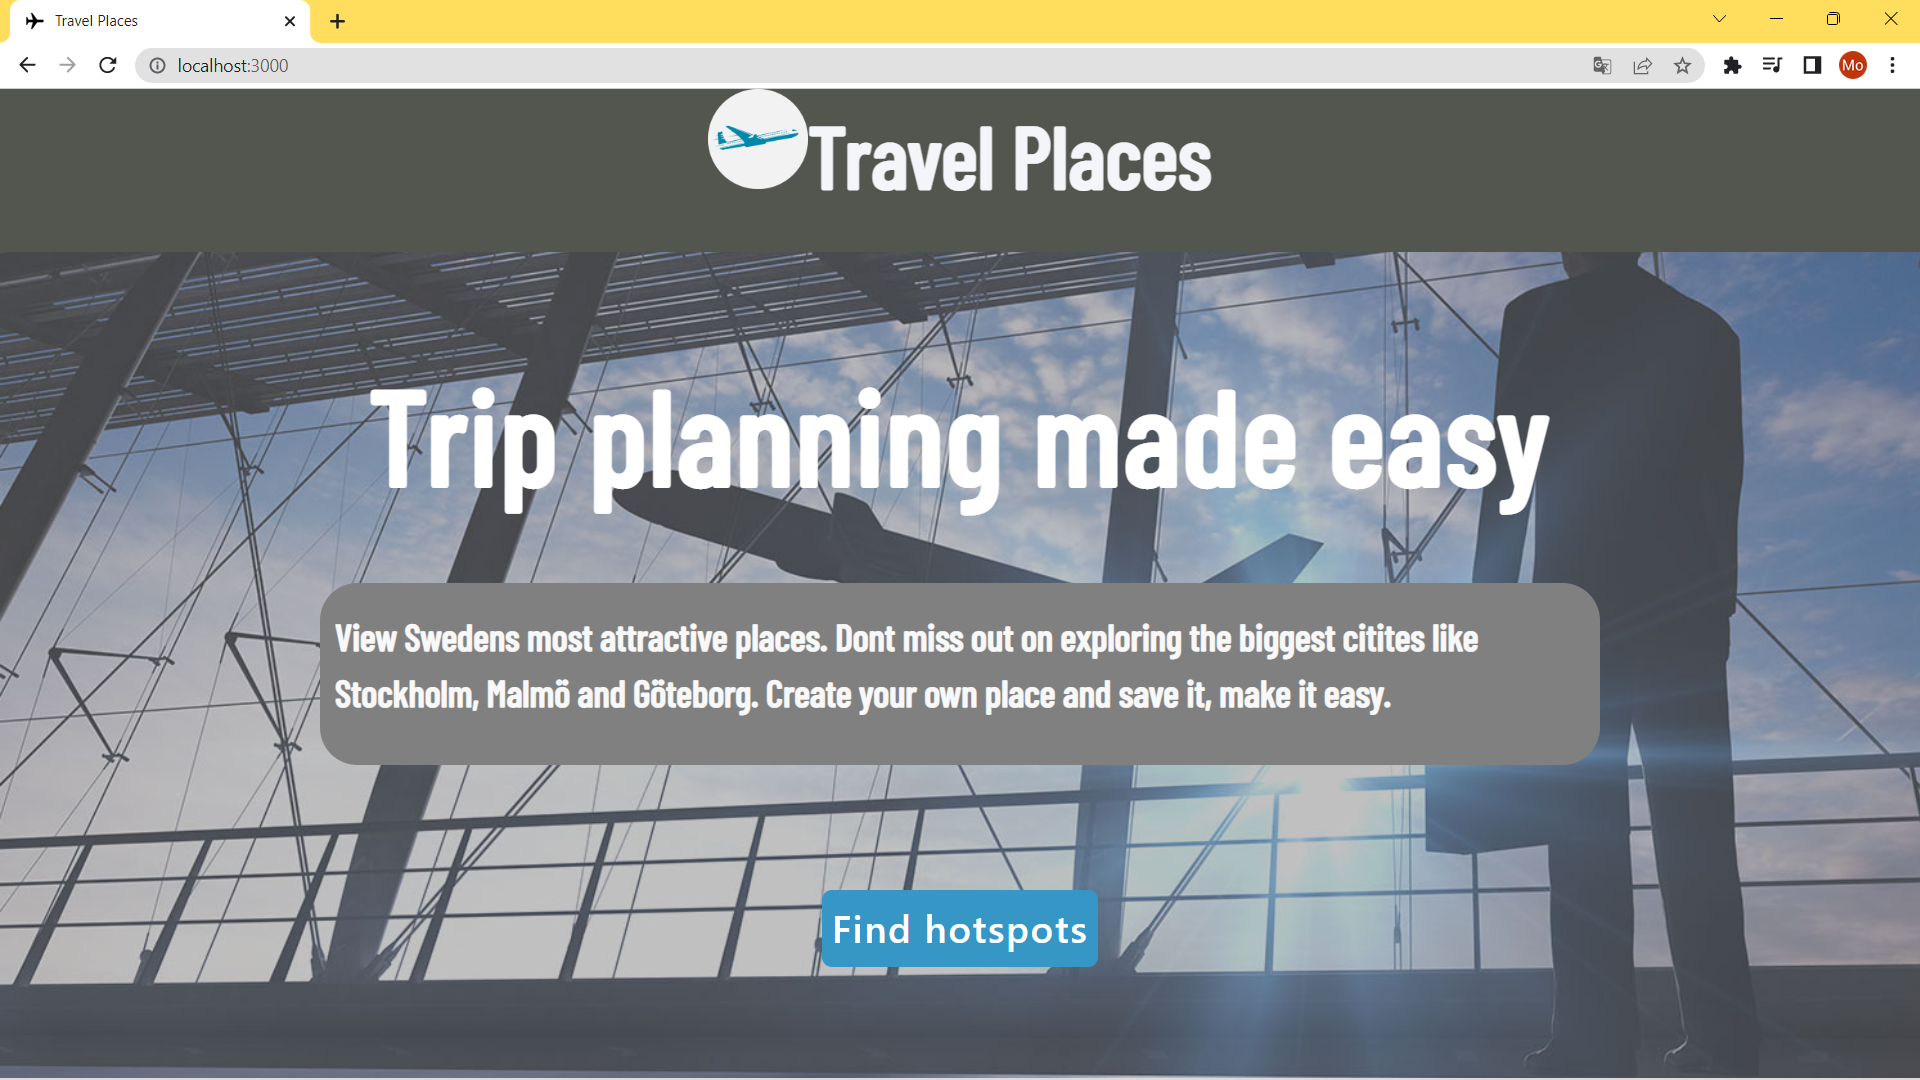 Travel Places
localhost:3000
Mo
Travel Places
Trip planning made easy
View Swedens most attractive places. Dont miss out on exploring the biggest citites like
Stockholm, Malmö and Göteborg. Create your own place and save it, make it easy.
Find hotspots